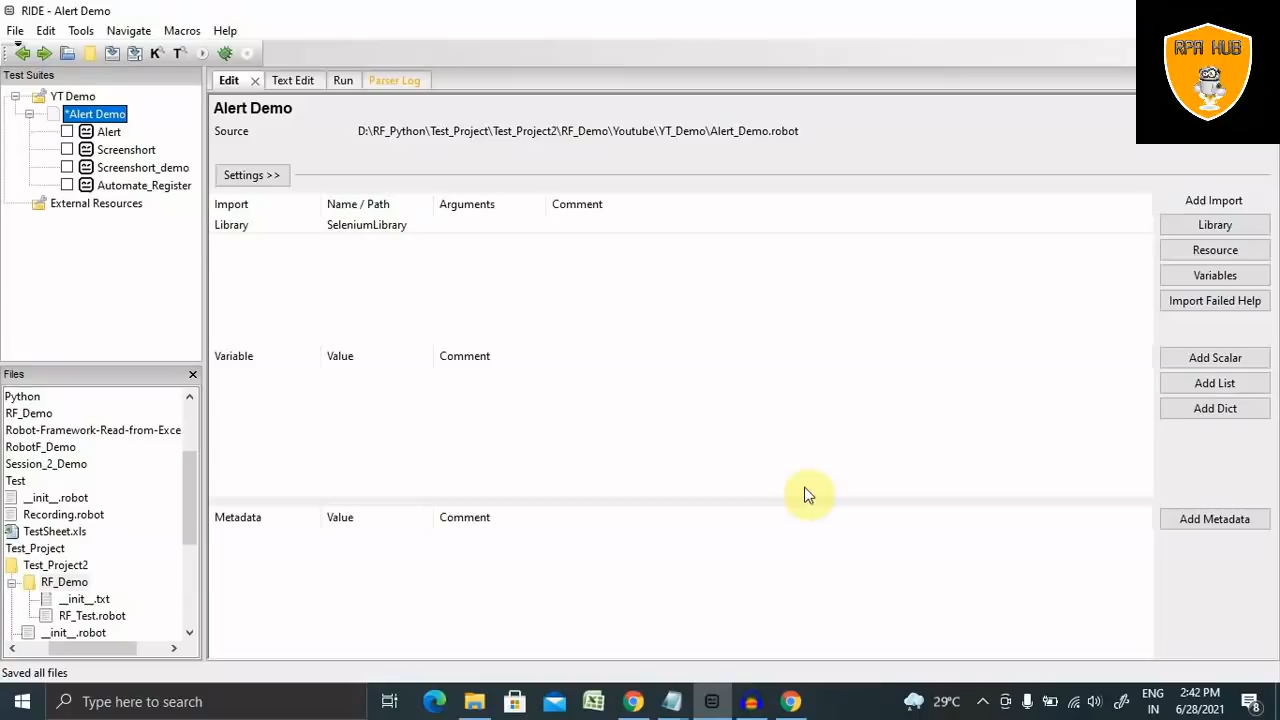 RIDE - Alert Demo
File Edit Tools Navigate Macros Help
RPA HUB
Test Suites
YT Demo
*Alert Demo
Alert
Screenshort
Screenshort_demo
Automate_Register
External Resources
Files
Python
RF_Demo
Robot-Framework-Read-from-Exce
RobotF_Demo
Session_2_Demo
Test
__init__.robot
Recording.robot
TestSheet.xls
Test_Project
Test_Project2
RF_Demo
__init__.txt
RF_Test.robot
__init__.robot
Edit Text Edit Run Parser Log
Alert Demo
Source D:\RF_Python\Test_Project\Test_Project2\RF_Demo\Youtube\YT_Demo\Alert_Demo.robot
Settings >>
Import Name / Path Arguments Comment
Library SeleniumLibrary
Variable Value Comment
Metadata Value Comment
Add Import
Library
Resource
Variables
Import Failed Help
Add Scalar
Add List
Add Dict
Add Metadata
Saved all files
Type here to search
29°C
ENG
IN
2:42 PM
6/28/2021
8